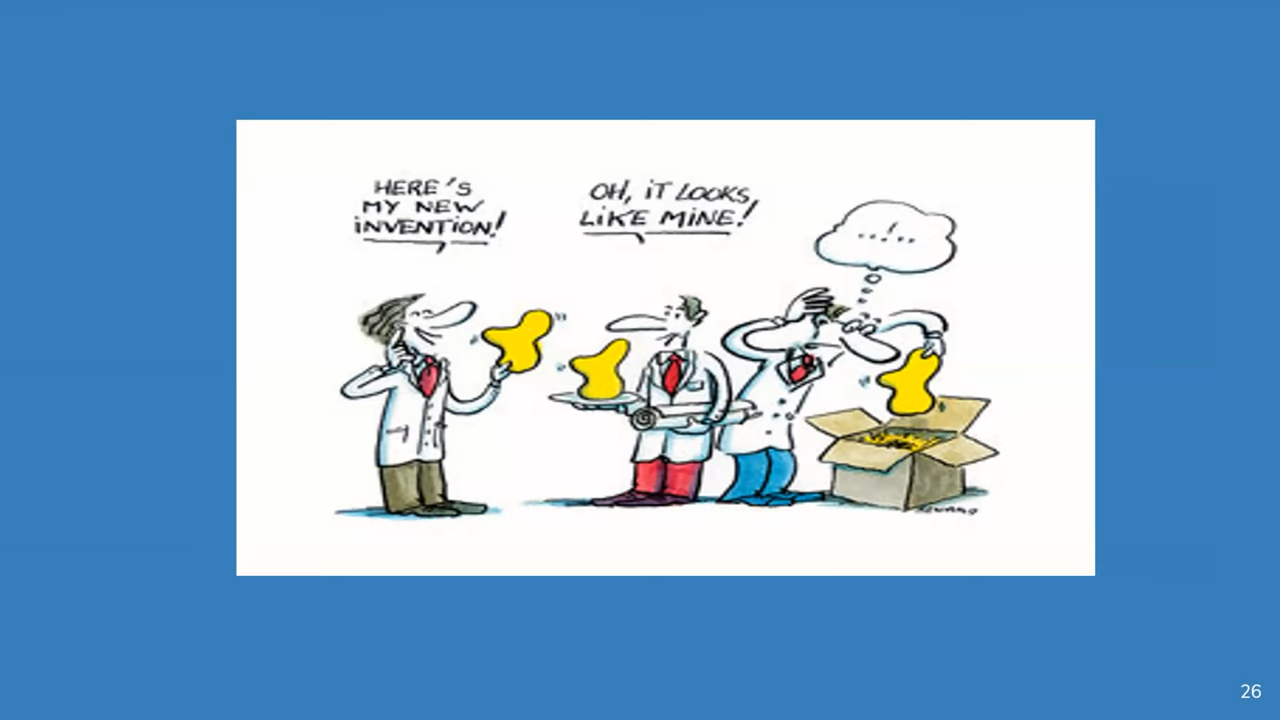 HERE'S
MY NEW
iNVENTiON!
OH, iT LOOKS
LiKE MiNE!
...!...
26